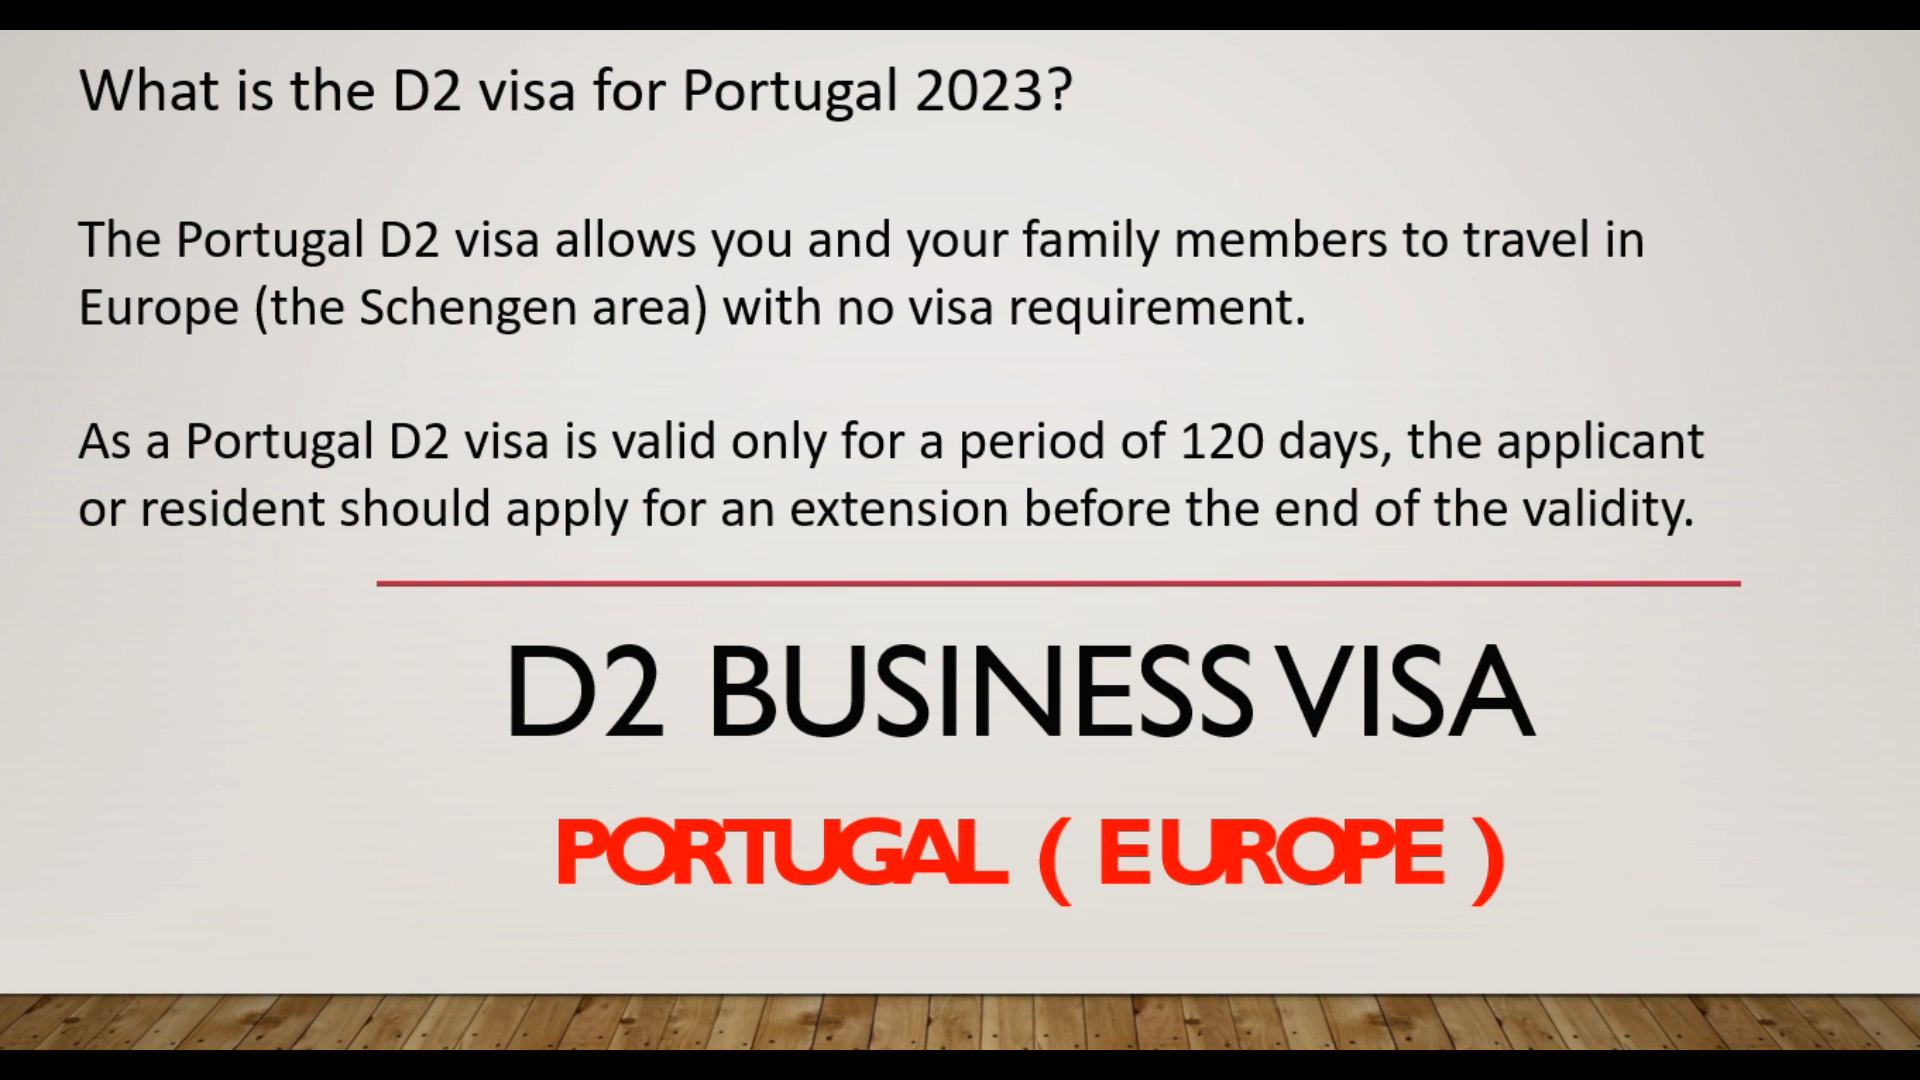 What is the D2 visa for Portugal 2023?
The Portugal D2 visa allows you and your family members to travel in
Europe (the Schengen area) with no visa requirement.
As a Portugal D2 visa is valid only for a period of 120 days, the applicant
or resident should apply for an extension before the end of the validity.
D2 BUSINESS VISA
PORTUGAL ( EUROPE )